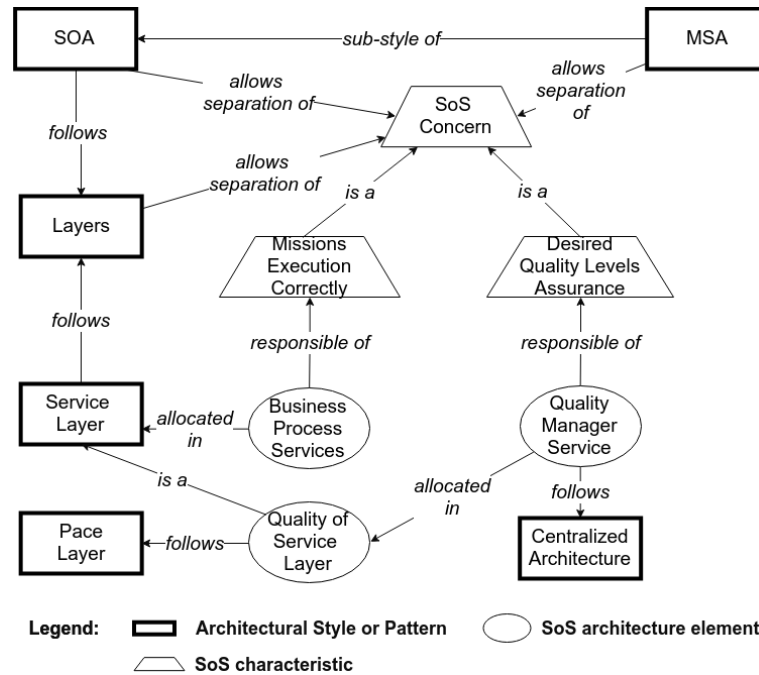 SOA
sub-style of
MSA
allows
separation of
SoS
Concern
allows
separation
of
follows
allows
separation of
Layers
is a
is a
Missions
Execution
Correctly
Desired
Quality Levels
Assurance
follows
responsible of
responsible of
Service
Layer
allocated
in
Business
Process
Services
Quality
Manager
Service
is a
allocated
in
follows
Pace
Layer
follows
Quality of
Service
Layer
Centralized
Architecture
Legend:
Architectural Style or Pattern
SoS architecture element
SoS characteristic